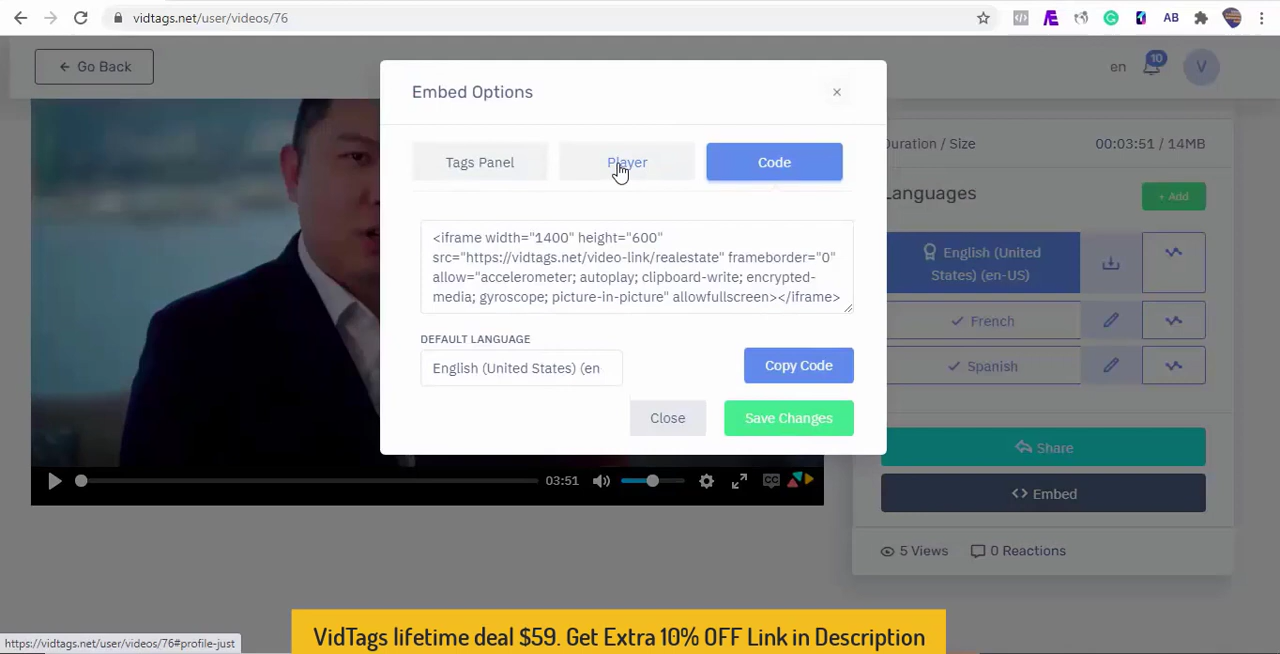 vidtags.net/user/videos/76
AB
Go Back
en
10
V
Embed Options
×
Tags Panel
Player
Code
<iframe width="1400" height="600"
src="https://vidtags.net/video-link/realestate" frameborder="0"
allow="accelerometer; autoplay; clipboard-write; encrypted-
media; gyroscope; picture-in-picture" allowfullscreen></iframe>
DEFAULT LANGUAGE
English (United States) (en
Copy Code
Close
Save Changes
Duration / Size
00:03:51 / 14MB
Languages
+ Add
English (United
States) (en-US)
French
Spanish
Share
<> Embed
5 Views
0 Reactions
03:51
CC
https://vidtags.net/user/videos/76#profile-just
VidTags lifetime deal $59. Get Extra 10% OFF Link in Description